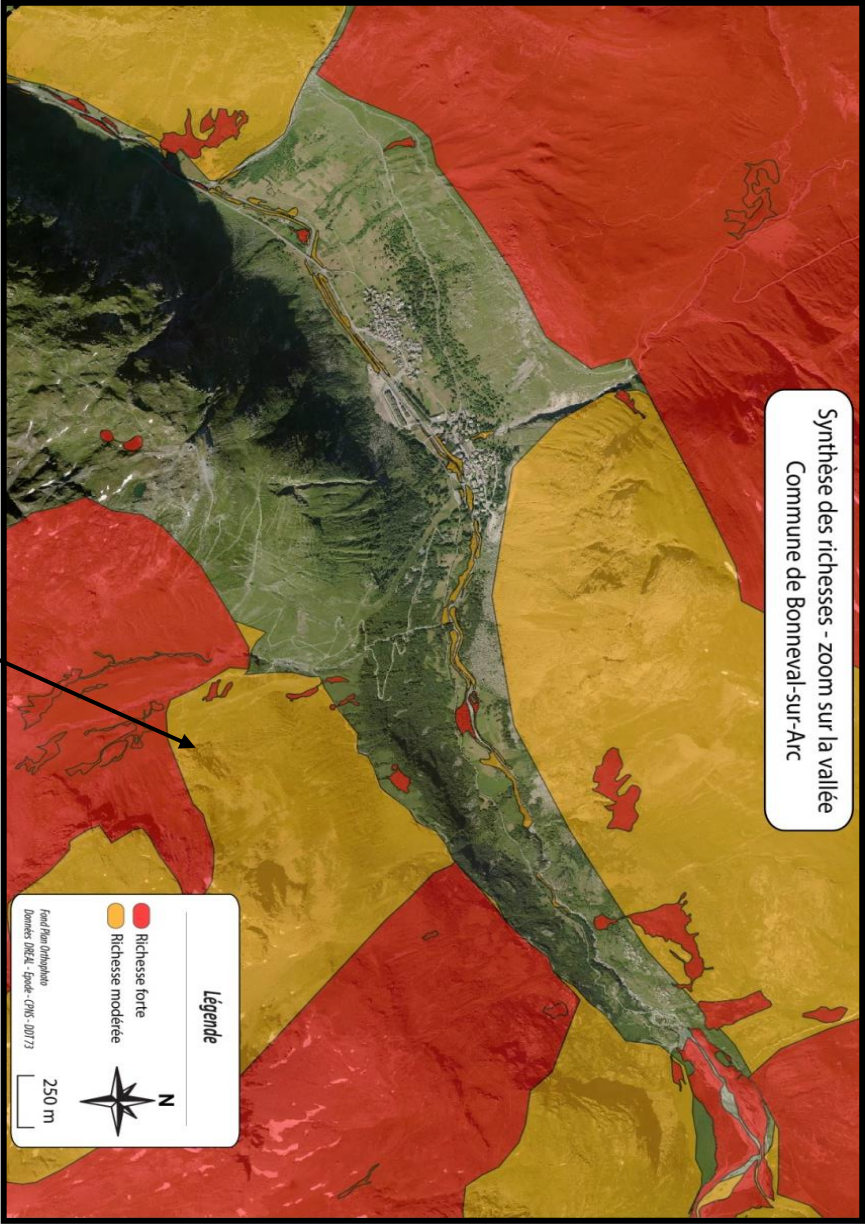 Synthèse des richesses - zoom sur la vallée
Commune de Bonneval-sur-Arc
Légende
Richesse forte
Richesse modérée
N
250 m
Fond Plan Orthophoto
Données DREAL - Epode - CPNS - DDT73